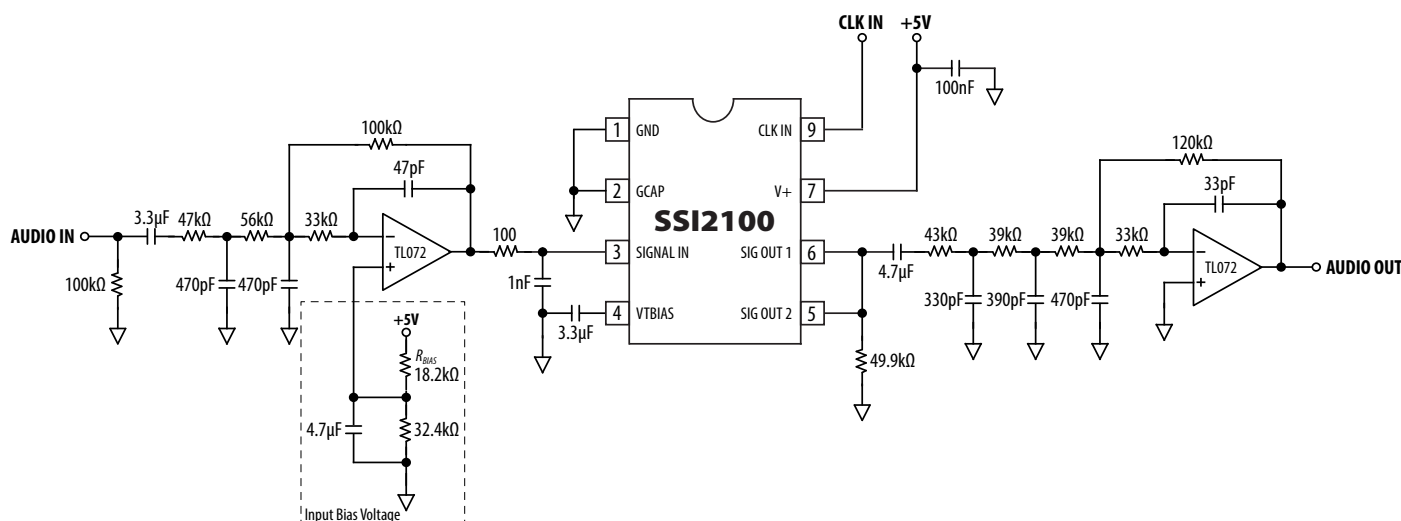 CLK IN +5V
100nF
100kΩ
47pF
3.3µF 47kΩ 56kΩ 33kΩ
AUDIO IN
100kΩ
470pF 470pF
TL072
100
1nF
3.3µF
+5V
RBIAS
18.2kΩ
4.7µF 32.4kΩ
Input Bias Voltage
1 GND CLK IN 9
2 GCAP V+ 7
SSI2100
3 SIGNAL IN SIG OUT 1 6
4 VTBIAS SIG OUT 2 5
49.9kΩ
4.7µF 43kΩ 39kΩ 39kΩ 33kΩ
330pF 390pF 470pF
120kΩ
33pF
TL072
AUDIO OUT